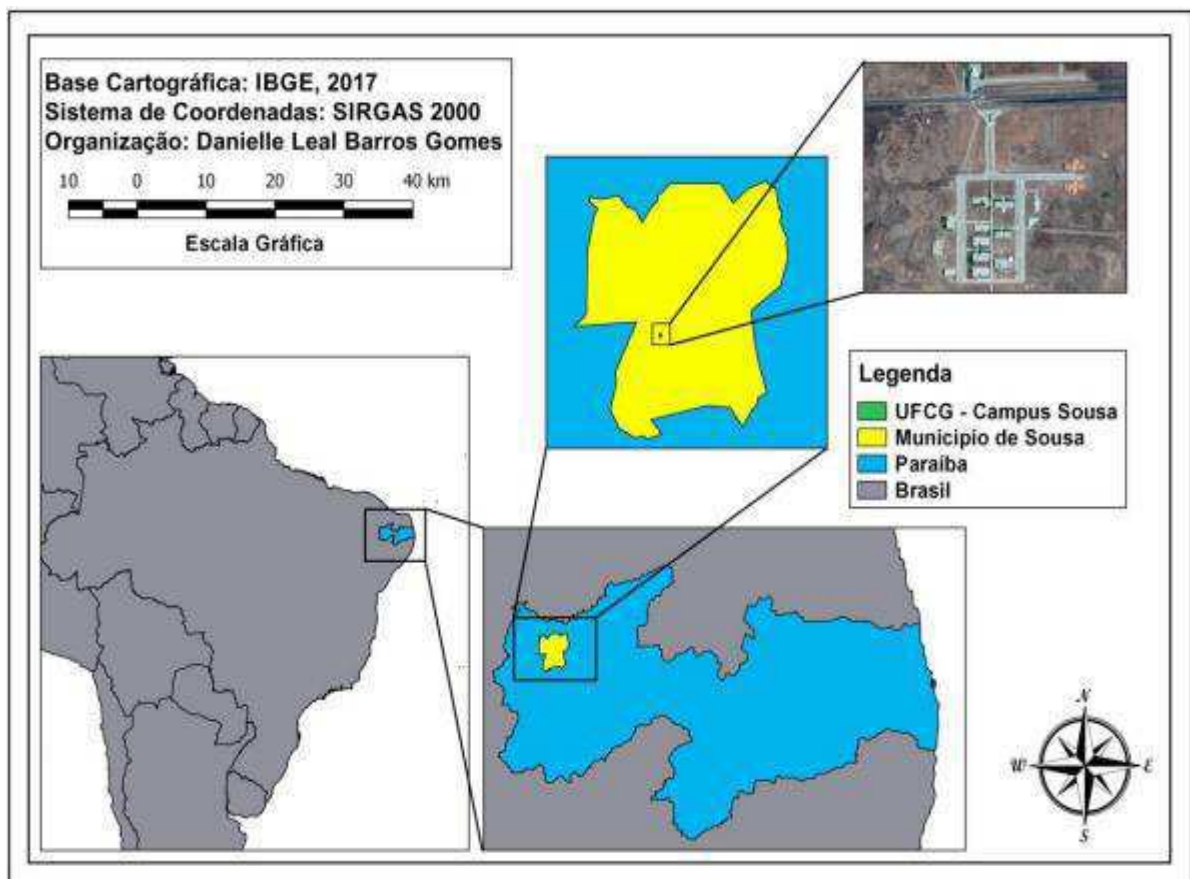 Base Cartográfica: IBGE, 2017
Sistema de Coordenadas: SIRGAS 2000
Organização: Danielle Leal Barros Gomes
10 0 10 20 30 40 km
Escala Gráfica
Legenda
UFCG - Campus Sousa
Municipio de Sousa
Paraíba
Brasil
N
W E
S